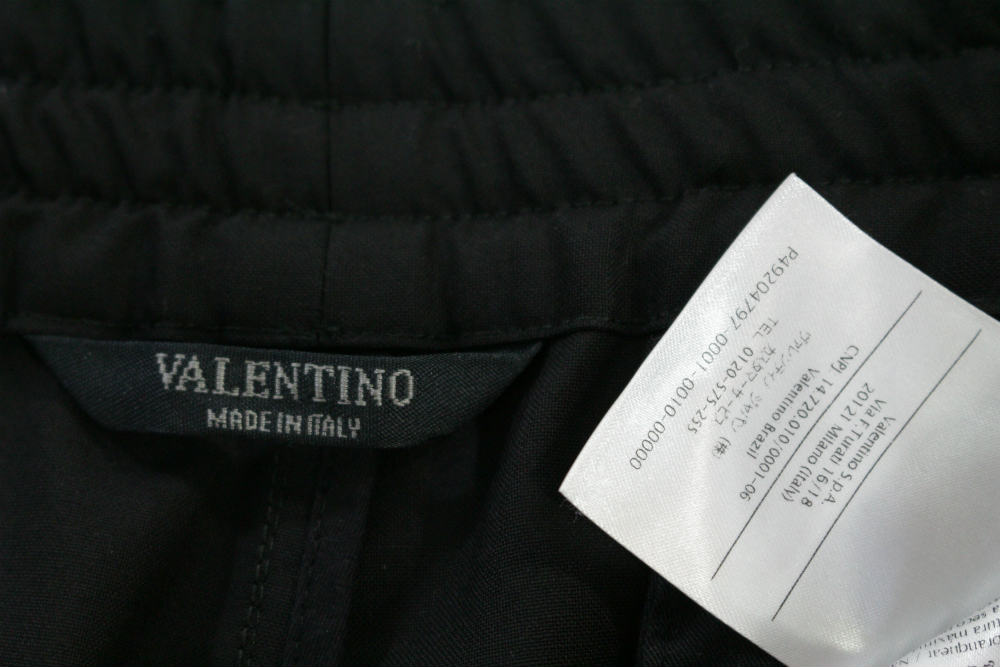 VALENTINO
MADE IN ITALY
Valentino S.p.A.
Via F.Turati 16/18
20121 Milano (Italy)
Valentino Brazil
CNPJ 14.720.010/0001-06
ヴァレンティノ ジャパン (株)
カスタマーサービス
TEL 0120-575-255
P49204797-0001-0010-00000